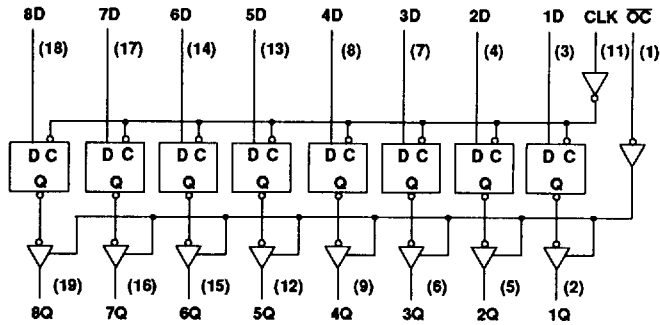 8D 7D 6D 5D 4D 3D 2D 1D CLK OC
(18) (17) (14) (13) (8) (7) (4) (3) (11) (1)
D C D C D C D C D C D C D C D C
Q Q Q Q Q Q Q Q
(19) (16) (15) (12) (9) (6) (5) (2)
8Q 7Q 6Q 5Q 4Q 3Q 2Q 1Q